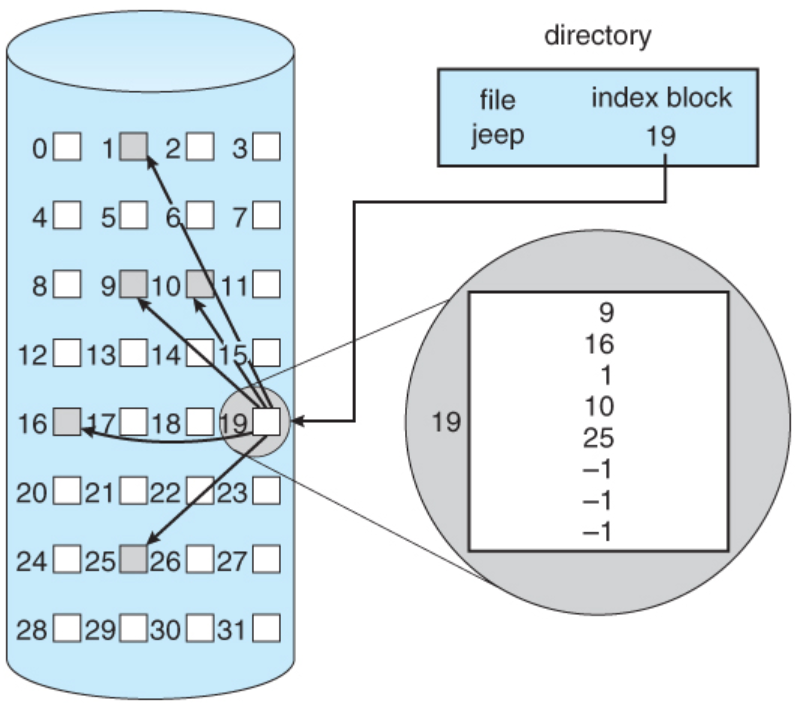 directory
file index block
jeep 19
0 1 2 3
4 5 6 7
8 9 10 11
12 13 14 15
16 17 18 19
20 21 22 23
24 25 26 27
28 29 30 31
19
9
16
1
10
25
–1
–1
–1